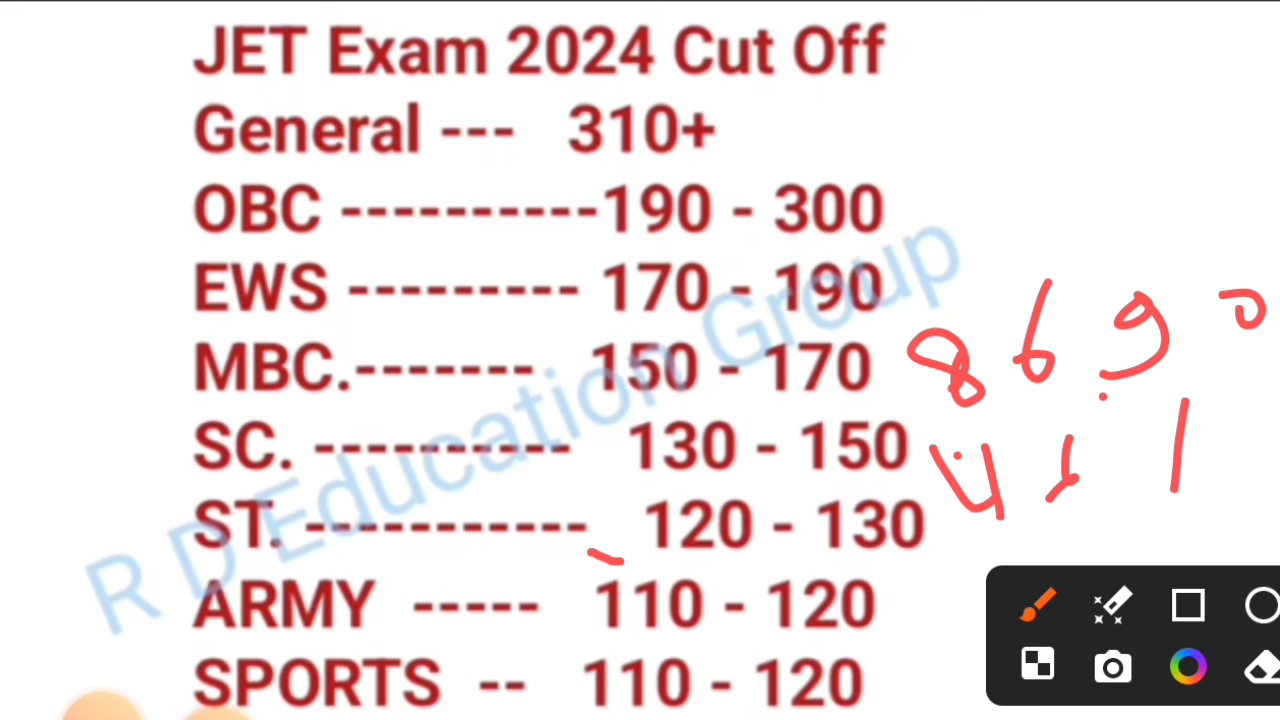 JET Exam 2024 Cut Off
General --- 310+
OBC ----------190 - 300
EWS --------- 170 - 190
MBC.------- 150 - 170
SC. ---------- 130 - 150
ST. ----------- 120 - 130
ARMY ----- 110 - 120
SPORTS -- 110 - 120
R D Education Group
869